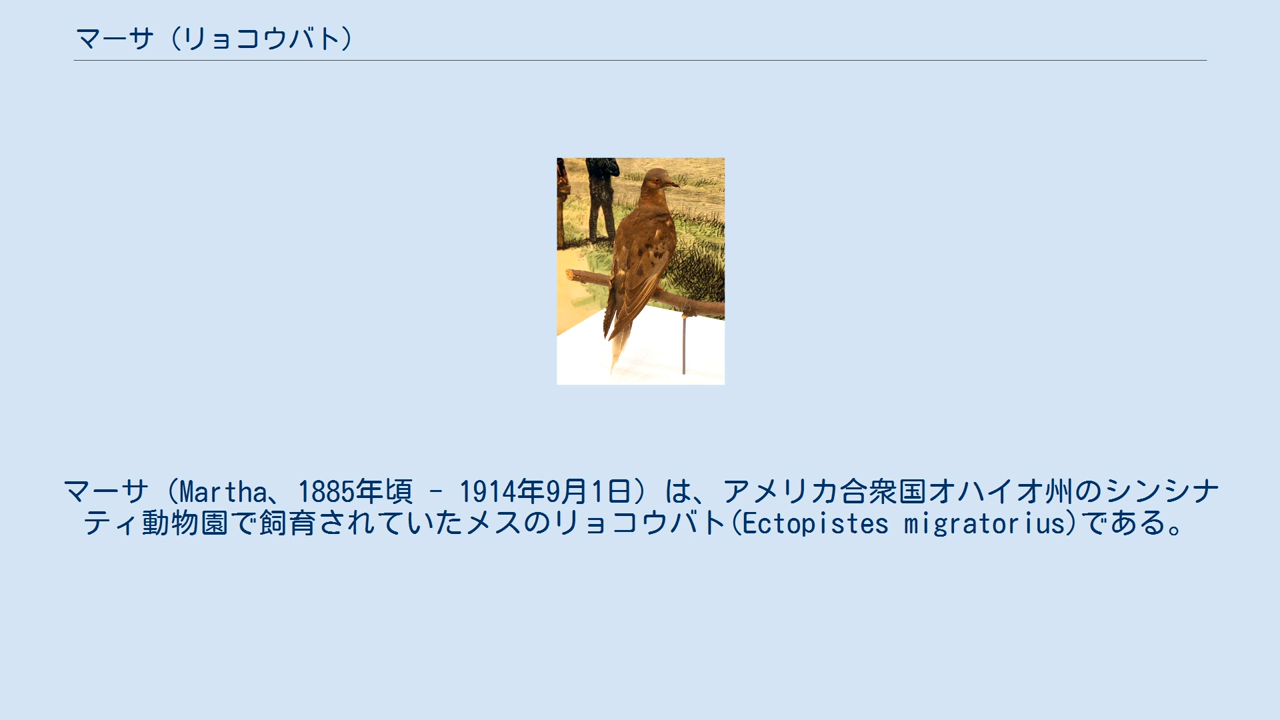 マーサ（リョコウバト）
マーサ（Martha、1885年頃 - 1914年9月1日）は、アメリカ合衆国オハイオ州のシンシナ
ティ動物園で飼育されていたメスのリョコウバト(Ectopistes migratorius)である。